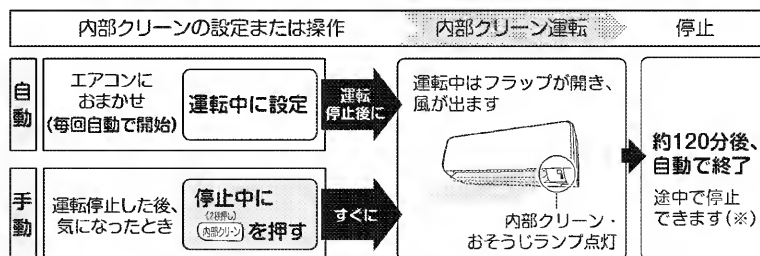 内部クリーンの設定または操作
内部クリーン運転
停止
自動
エアコンに
おまかせ
(毎回自動で開始)
運転中に設定
運転
停止後に
運転中はフラップが開き、
風が出ます
内部クリーン・
おそうじランプ点灯
手動
運転停止した後、
気になったとき
停止中に
(2秒押し)
内部クリーン を押す
すぐに
約120分後、
自動で終了
途中で停止
できます(※)